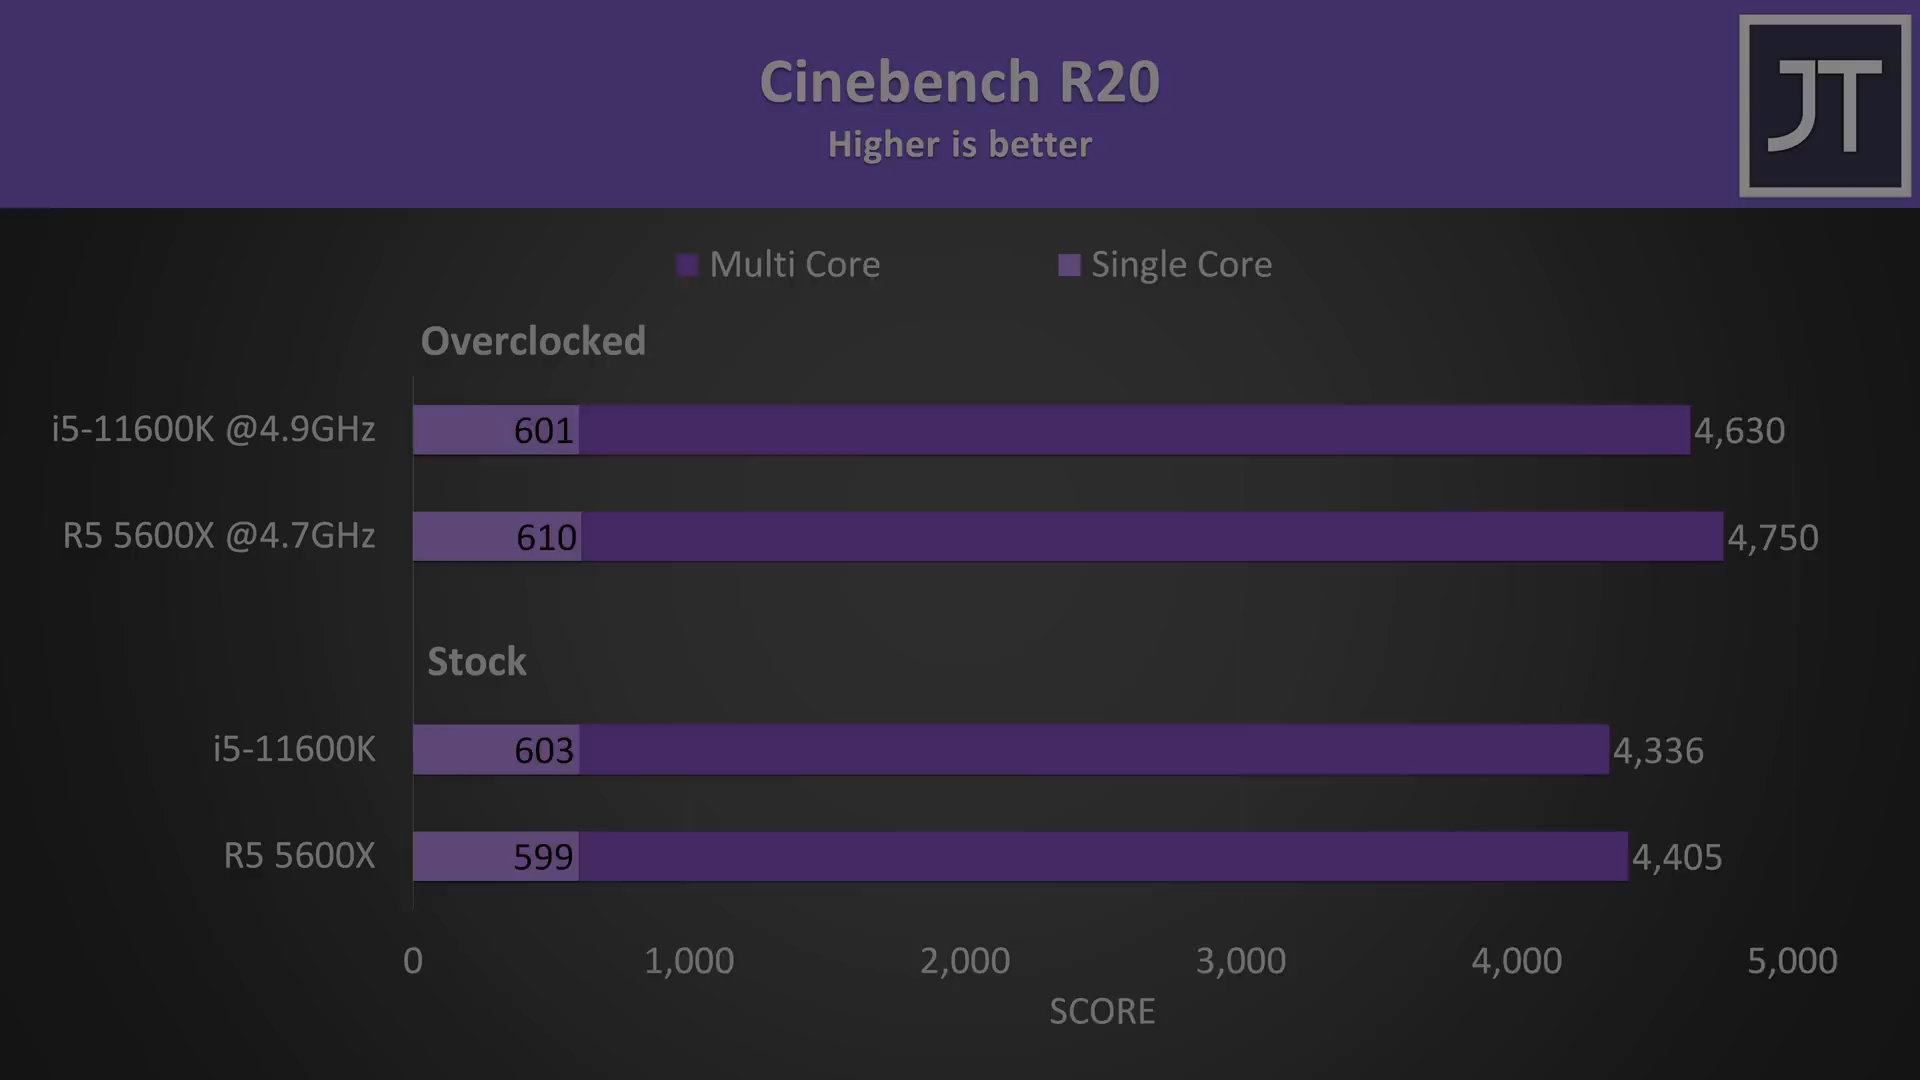 Cinebench R20
Higher is better
JT
Multi Core
Single Core
Overclocked
i5-11600K @4.9GHz
601
4,630
R5 5600X @4.7GHz
610
4,750
Stock
i5-11600K
603
4,336
R5 5600X
599
4,405
0
1,000
2,000
3,000
4,000
5,000
SCORE